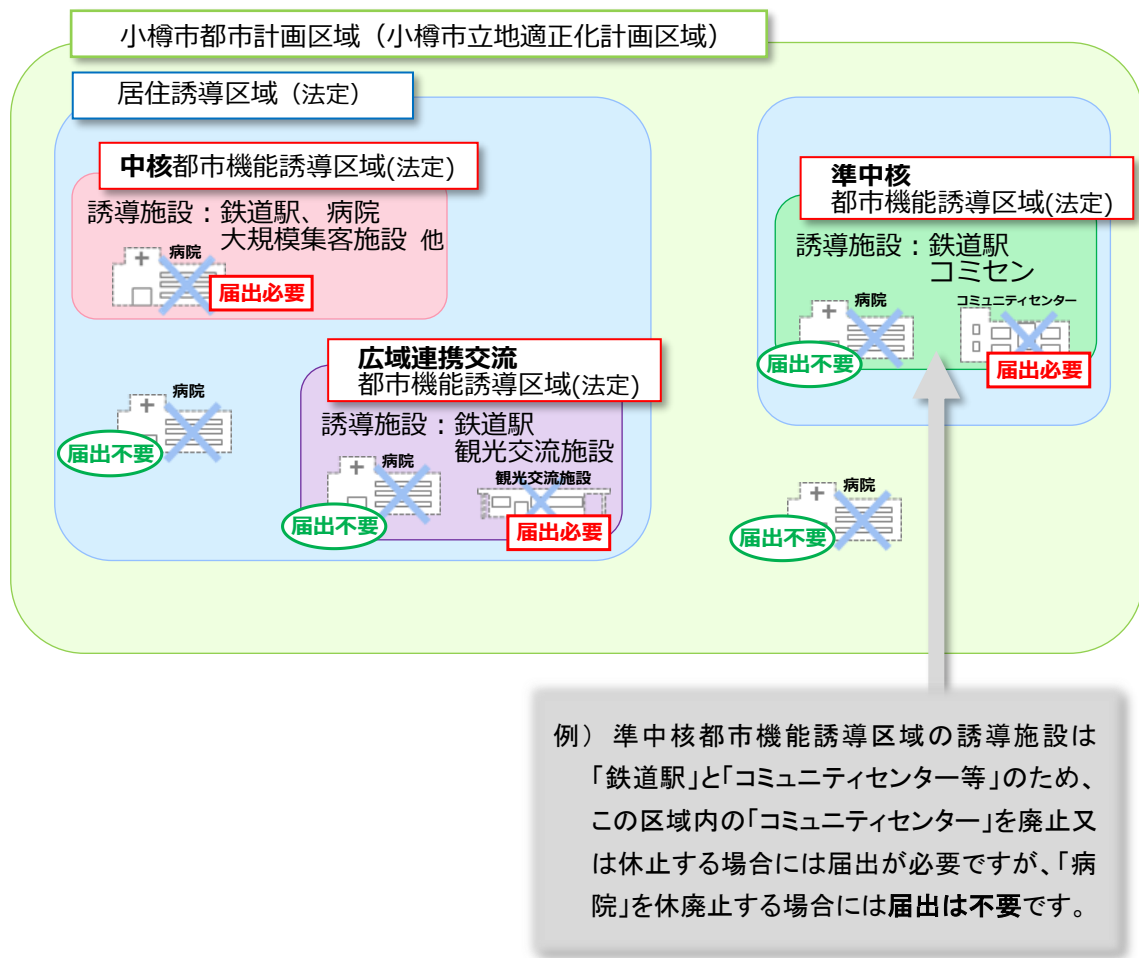 小樽市都市計画区域（小樽市立地適正化計画区域）
居住誘導区域（法定）
中核都市機能誘導区域(法定)
誘導施設：鉄道駅、病院
大規模集客施設 他
病院
届出必要
病院
届出不要
広域連携交流
都市機能誘導区域(法定)
誘導施設：鉄道駅
観光交流施設
病院
届出不要
観光交流施設
届出必要
準中核
都市機能誘導区域(法定)
誘導施設：鉄道駅
コミセン
病院
届出不要
コミュニティセンター
届出必要
病院
届出不要
例） 準中核都市機能誘導区域の誘導施設は
「鉄道駅」と「コミュニティセンター等」のため、
この区域内の「コミュニティセンター」を廃止又
は休止する場合には届出が必要ですが、「病
院」を休廃止する場合には届出は不要です。